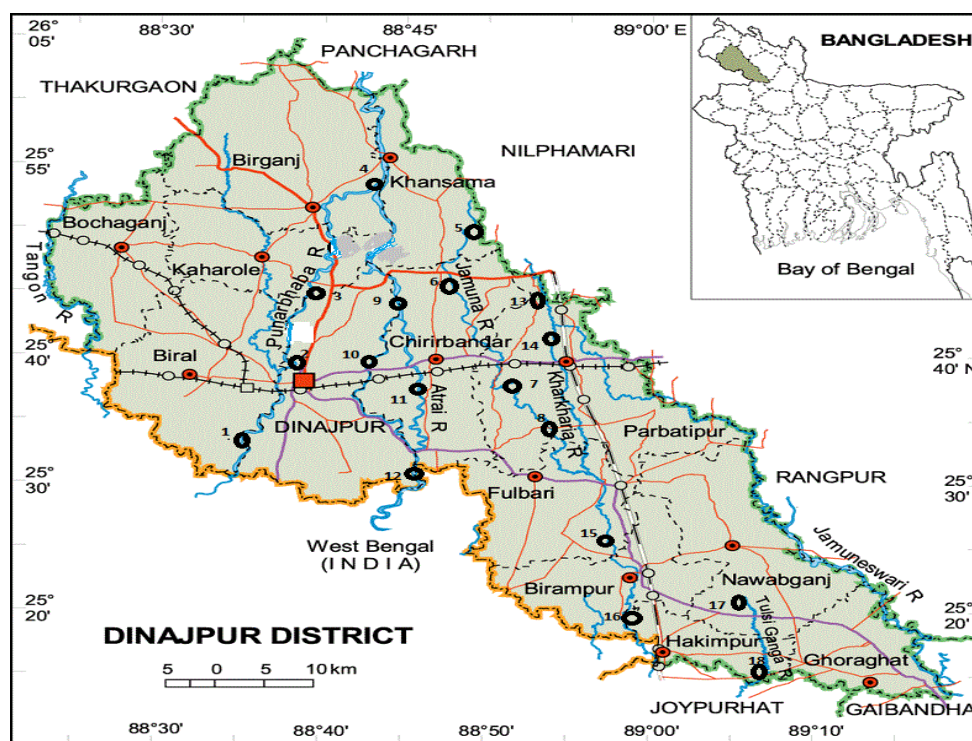 26
05'
88°30'
88°45'
89°00' E
PANCHAGARH
THAKURGAON
BANGLADESH
25
55'
Birganj
NILPHAMARI
4
Khansama
Bochaganj
5
Tangon R
Kaharole
Punarbhaba R
Jamuna R
Bay of Bengal
3
9
6
13
25
40'
Biral
2
10
Chirirbandar
14
25
40' N
7
11
Atrai R
Kharkharia R
8
1
DINAJPUR
Parbatipur
25
30'
12
Fulbari
RANGPUR
25
30'
15
West Bengal
(INDIA)
Jamuneswari R
25
20'
Birampur
Nawabganj
17
Tulsi Ganga R
25
20'
16
DINAJPUR DISTRICT
Hakimpur
18
Ghoraghat
5 0 5 10 km
JOYPURHAT
GAIBANDHA
88°30'
88°40'
88°50'
89°00'
89°10'